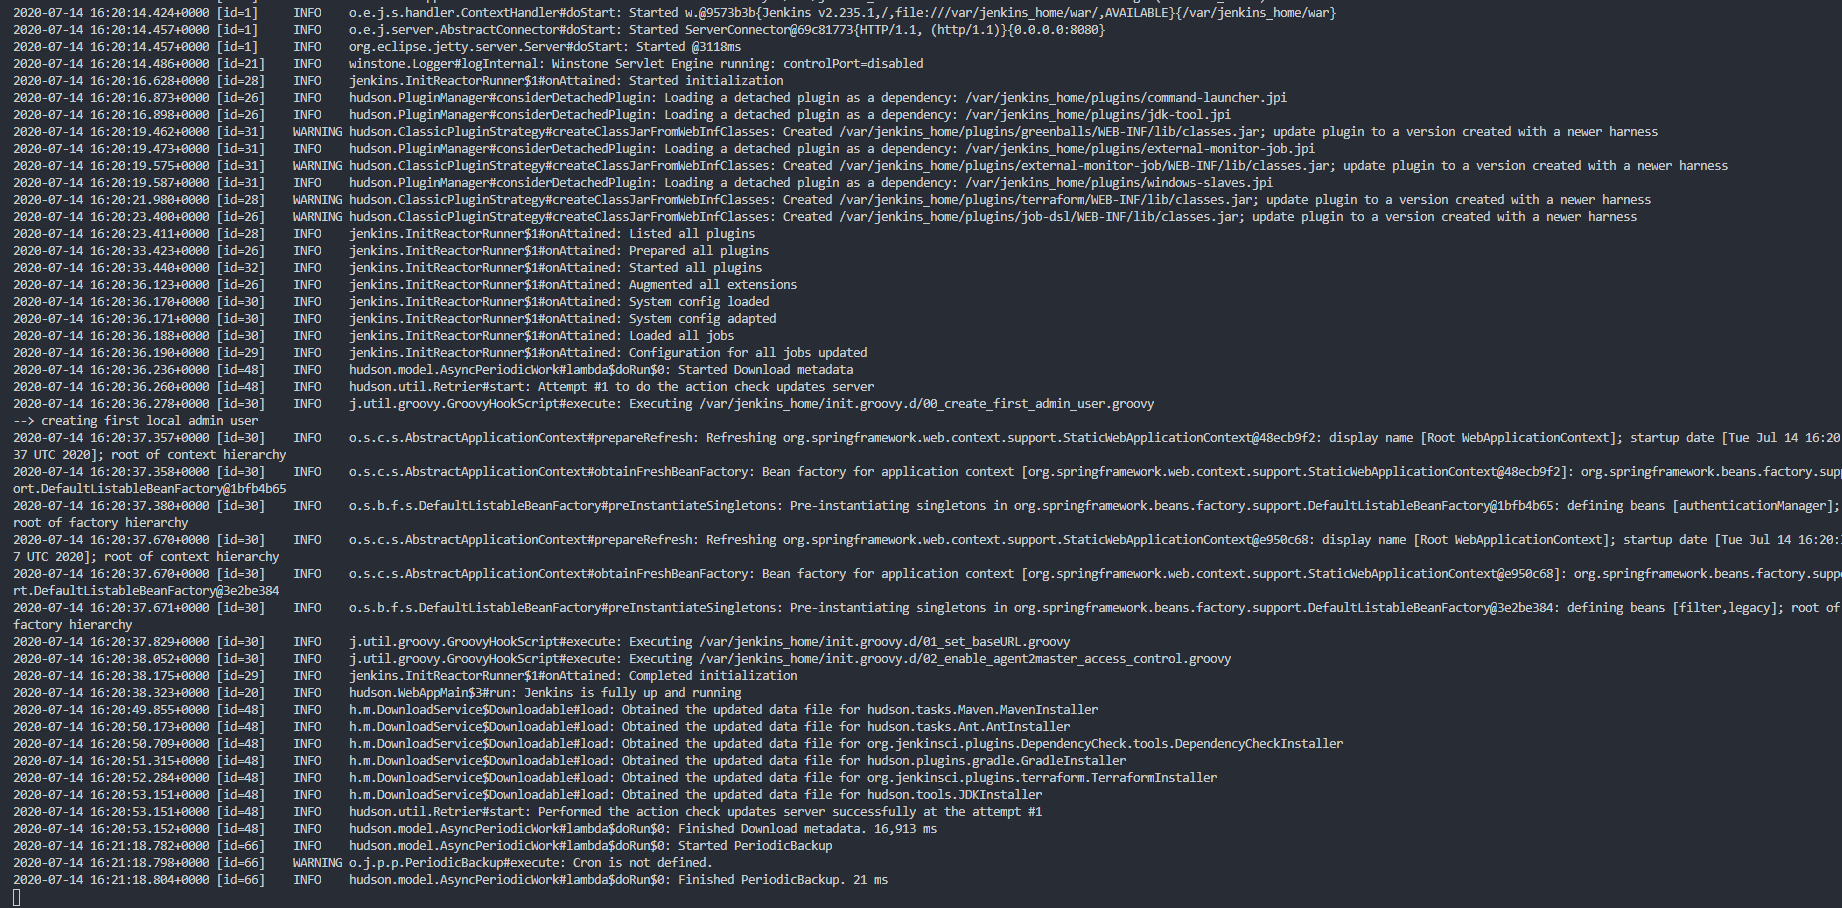 2020-07-14 16:20:14.424+0000 [id=1]	INFO	o.e.j.s.handler.ContextHandler#doStart: Started w.@9573b3b{Jenkins v2.235.1,/,file:///var/jenkins_home/war/,AVAILABLE}{/var/jenkins_home/war}
2020-07-14 16:20:14.457+0000 [id=1]	INFO	o.e.j.server.AbstractConnector#doStart: Started ServerConnector@69c81773{HTTP/1.1, (http/1.1)}{0.0.0.0:8080}
2020-07-14 16:20:14.457+0000 [id=1]	INFO	org.eclipse.jetty.server.Server#doStart: Started @3118ms
2020-07-14 16:20:14.486+0000 [id=21]	INFO	winstone.Logger#logInternal: Winstone Servlet Engine running: controlPort=disabled
2020-07-14 16:20:16.628+0000 [id=28]	INFO	jenkins.InitReactorRunner$1#onAttained: Started initialization
2020-07-14 16:20:16.873+0000 [id=26]	INFO	hudson.PluginManager#considerDetachedPlugin: Loading a detached plugin as a dependency: /var/jenkins_home/plugins/command-launcher.jpi
2020-07-14 16:20:16.898+0000 [id=26]	INFO	hudson.PluginManager#considerDetachedPlugin: Loading a detached plugin as a dependency: /var/jenkins_home/plugins/jdk-tool.jpi
2020-07-14 16:20:19.462+0000 [id=31]	WARNING	hudson.ClassicPluginStrategy#createClassJarFromWebInfClasses: Created /var/jenkins_home/plugins/greenballs/WEB-INF/lib/classes.jar; update plugin to a version created with a newer harness
2020-07-14 16:20:19.473+0000 [id=31]	INFO	hudson.PluginManager#considerDetachedPlugin: Loading a detached plugin as a dependency: /var/jenkins_home/plugins/external-monitor-job.jpi
2020-07-14 16:20:19.575+0000 [id=31]	WARNING	hudson.ClassicPluginStrategy#createClassJarFromWebInfClasses: Created /var/jenkins_home/plugins/external-monitor-job/WEB-INF/lib/classes.jar; update plugin to a version created with a newer harness
2020-07-14 16:20:19.587+0000 [id=31]	INFO	hudson.PluginManager#considerDetachedPlugin: Loading a detached plugin as a dependency: /var/jenkins_home/plugins/windows-slaves.jpi
2020-07-14 16:20:21.980+0000 [id=28]	WARNING	hudson.ClassicPluginStrategy#createClassJarFromWebInfClasses: Created /var/jenkins_home/plugins/terraform/WEB-INF/lib/classes.jar; update plugin to a version created with a newer harness
2020-07-14 16:20:23.400+0000 [id=26]	WARNING	hudson.ClassicPluginStrategy#createClassJarFromWebInfClasses: Created /var/jenkins_home/plugins/job-dsl/WEB-INF/lib/classes.jar; update plugin to a version created with a newer harness
2020-07-14 16:20:23.411+0000 [id=28]	INFO	jenkins.InitReactorRunner$1#onAttained: Listed all plugins
2020-07-14 16:20:33.423+0000 [id=26]	INFO	jenkins.InitReactorRunner$1#onAttained: Prepared all plugins
2020-07-14 16:20:33.440+0000 [id=32]	INFO	jenkins.InitReactorRunner$1#onAttained: Started all plugins
2020-07-14 16:20:36.123+0000 [id=26]	INFO	jenkins.InitReactorRunner$1#onAttained: Augmented all extensions
2020-07-14 16:20:36.170+0000 [id=30]	INFO	jenkins.InitReactorRunner$1#onAttained: System config loaded
2020-07-14 16:20:36.171+0000 [id=30]	INFO	jenkins.InitReactorRunner$1#onAttained: System config adapted
2020-07-14 16:20:36.188+0000 [id=30]	INFO	jenkins.InitReactorRunner$1#onAttained: Loaded all jobs
2020-07-14 16:20:36.190+0000 [id=29]	INFO	jenkins.InitReactorRunner$1#onAttained: Configuration for all jobs updated
2020-07-14 16:20:36.236+0000 [id=48]	INFO	hudson.model.AsyncPeriodicWork#lambda$doRun$0: Started Download metadata
2020-07-14 16:20:36.260+0000 [id=48]	INFO	hudson.util.Retrier#start: Attempt #1 to do the action check updates server
2020-07-14 16:20:36.278+0000 [id=30]	INFO	j.util.groovy.GroovyHookScript#execute: Executing /var/jenkins_home/init.groovy.d/00_create_first_admin_user.groovy
--> creating first local admin user
2020-07-14 16:20:37.357+0000 [id=30]	INFO	o.s.c.s.AbstractApplicationContext#prepareRefresh: Refreshing org.springframework.web.context.support.StaticWebApplicationContext@48ecb9f2: display name [Root WebApplicationContext]; startup date [Tue Jul 14 16:20
37 UTC 2020]; root of context hierarchy
2020-07-14 16:20:37.358+0000 [id=30]	INFO	o.s.c.s.AbstractApplicationContext#obtainFreshBeanFactory: Bean factory for application context [org.springframework.web.context.support.StaticWebApplicationContext@48ecb9f2]: org.springframework.beans.factory.sup
ort.DefaultListableBeanFactory@1bfb4b65
2020-07-14 16:20:37.380+0000 [id=30]	INFO	o.s.b.f.s.DefaultListableBeanFactory#preInstantiateSingletons: Pre-instantiating singletons in org.springframework.beans.factory.support.DefaultListableBeanFactory@1bfb4b65: defining beans [authenticationManager];
root of factory hierarchy
2020-07-14 16:20:37.670+0000 [id=30]	INFO	o.s.c.s.AbstractApplicationContext#prepareRefresh: Refreshing org.springframework.web.context.support.StaticWebApplicationContext@e950c68: display name [Root WebApplicationContext]; startup date [Tue Jul 14 16:20:
7 UTC 2020]; root of context hierarchy
2020-07-14 16:20:37.670+0000 [id=30]	INFO	o.s.c.s.AbstractApplicationContext#obtainFreshBeanFactory: Bean factory for application context [org.springframework.web.context.support.StaticWebApplicationContext@e950c68]: org.springframework.beans.factory.supp
rt.DefaultListableBeanFactory@3e2be384
2020-07-14 16:20:37.671+0000 [id=30]	INFO	o.s.b.f.s.DefaultListableBeanFactory#preInstantiateSingletons: Pre-instantiating singletons in org.springframework.beans.factory.support.DefaultListableBeanFactory@3e2be384: defining beans [filter,legacy]; root of
factory hierarchy
2020-07-14 16:20:37.829+0000 [id=30]	INFO	j.util.groovy.GroovyHookScript#execute: Executing /var/jenkins_home/init.groovy.d/01_set_baseURL.groovy
2020-07-14 16:20:38.052+0000 [id=30]	INFO	j.util.groovy.GroovyHookScript#execute: Executing /var/jenkins_home/init.groovy.d/02_enable_agent2master_access_control.groovy
2020-07-14 16:20:38.175+0000 [id=29]	INFO	jenkins.InitReactorRunner$1#onAttained: Completed initialization
2020-07-14 16:20:38.323+0000 [id=20]	INFO	hudson.WebAppMain$3#run: Jenkins is fully up and running
2020-07-14 16:20:49.855+0000 [id=48]	INFO	h.m.DownloadService$Downloadable#load: Obtained the updated data file for hudson.tasks.Maven.MavenInstaller
2020-07-14 16:20:50.173+0000 [id=48]	INFO	h.m.DownloadService$Downloadable#load: Obtained the updated data file for hudson.tasks.Ant.AntInstaller
2020-07-14 16:20:50.709+0000 [id=48]	INFO	h.m.DownloadService$Downloadable#load: Obtained the updated data file for org.jenkinsci.plugins.DependencyCheck.tools.DependencyCheckInstaller
2020-07-14 16:20:51.315+0000 [id=48]	INFO	h.m.DownloadService$Downloadable#load: Obtained the updated data file for hudson.plugins.gradle.GradleInstaller
2020-07-14 16:20:52.284+0000 [id=48]	INFO	h.m.DownloadService$Downloadable#load: Obtained the updated data file for org.jenkinsci.plugins.terraform.TerraformInstaller
2020-07-14 16:20:53.151+0000 [id=48]	INFO	h.m.DownloadService$Downloadable#load: Obtained the updated data file for hudson.tools.JDKInstaller
2020-07-14 16:20:53.151+0000 [id=48]	INFO	hudson.util.Retrier#start: Performed the action check updates server successfully at the attempt #1
2020-07-14 16:20:53.152+0000 [id=48]	INFO	hudson.model.AsyncPeriodicWork#lambda$doRun$0: Finished Download metadata. 16,913 ms
2020-07-14 16:21:18.782+0000 [id=66]	INFO	hudson.model.AsyncPeriodicWork#lambda$doRun$0: Started PeriodicBackup
2020-07-14 16:21:18.798+0000 [id=66]	WARNING	o.j.p.p.PeriodicBackup#execute: Cron is not defined.
2020-07-14 16:21:18.804+0000 [id=66]	INFO	hudson.model.AsyncPeriodicWork#lambda$doRun$0: Finished PeriodicBackup. 21 ms